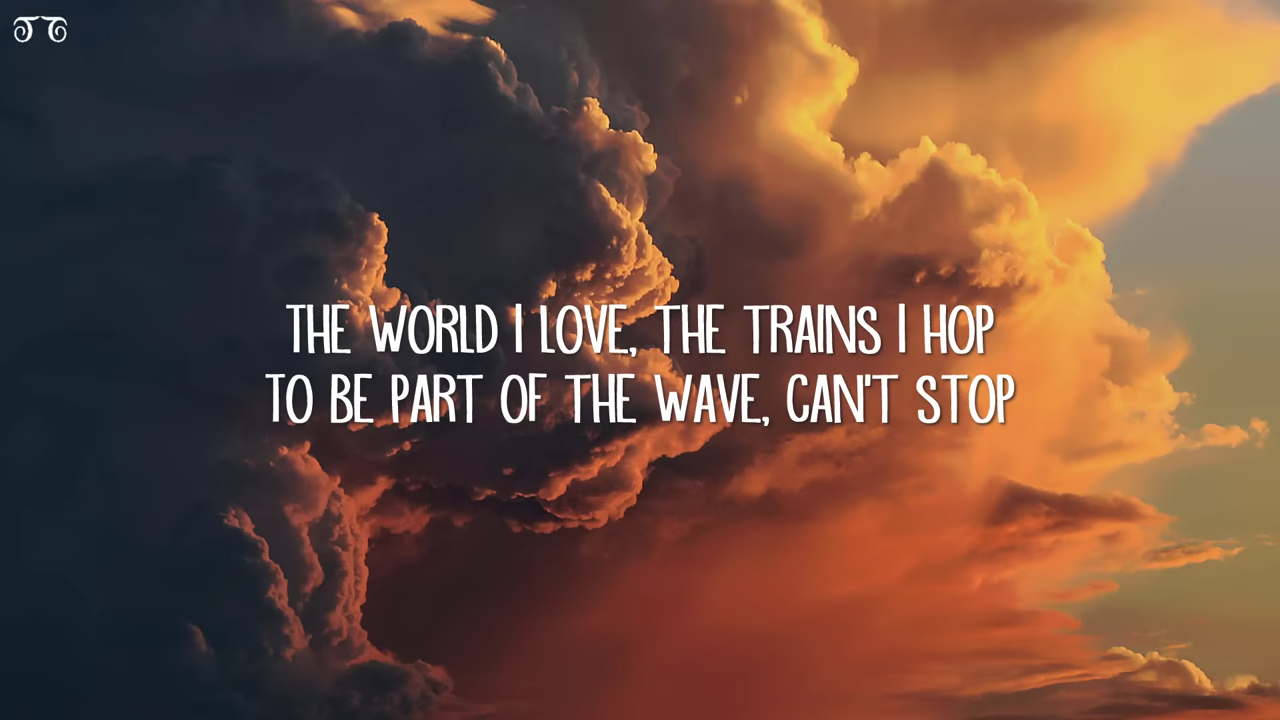 THE WORLD I LOVE, THE TRAINS I HOP
TO BE PART OF THE WAVE, CAN'T STOP